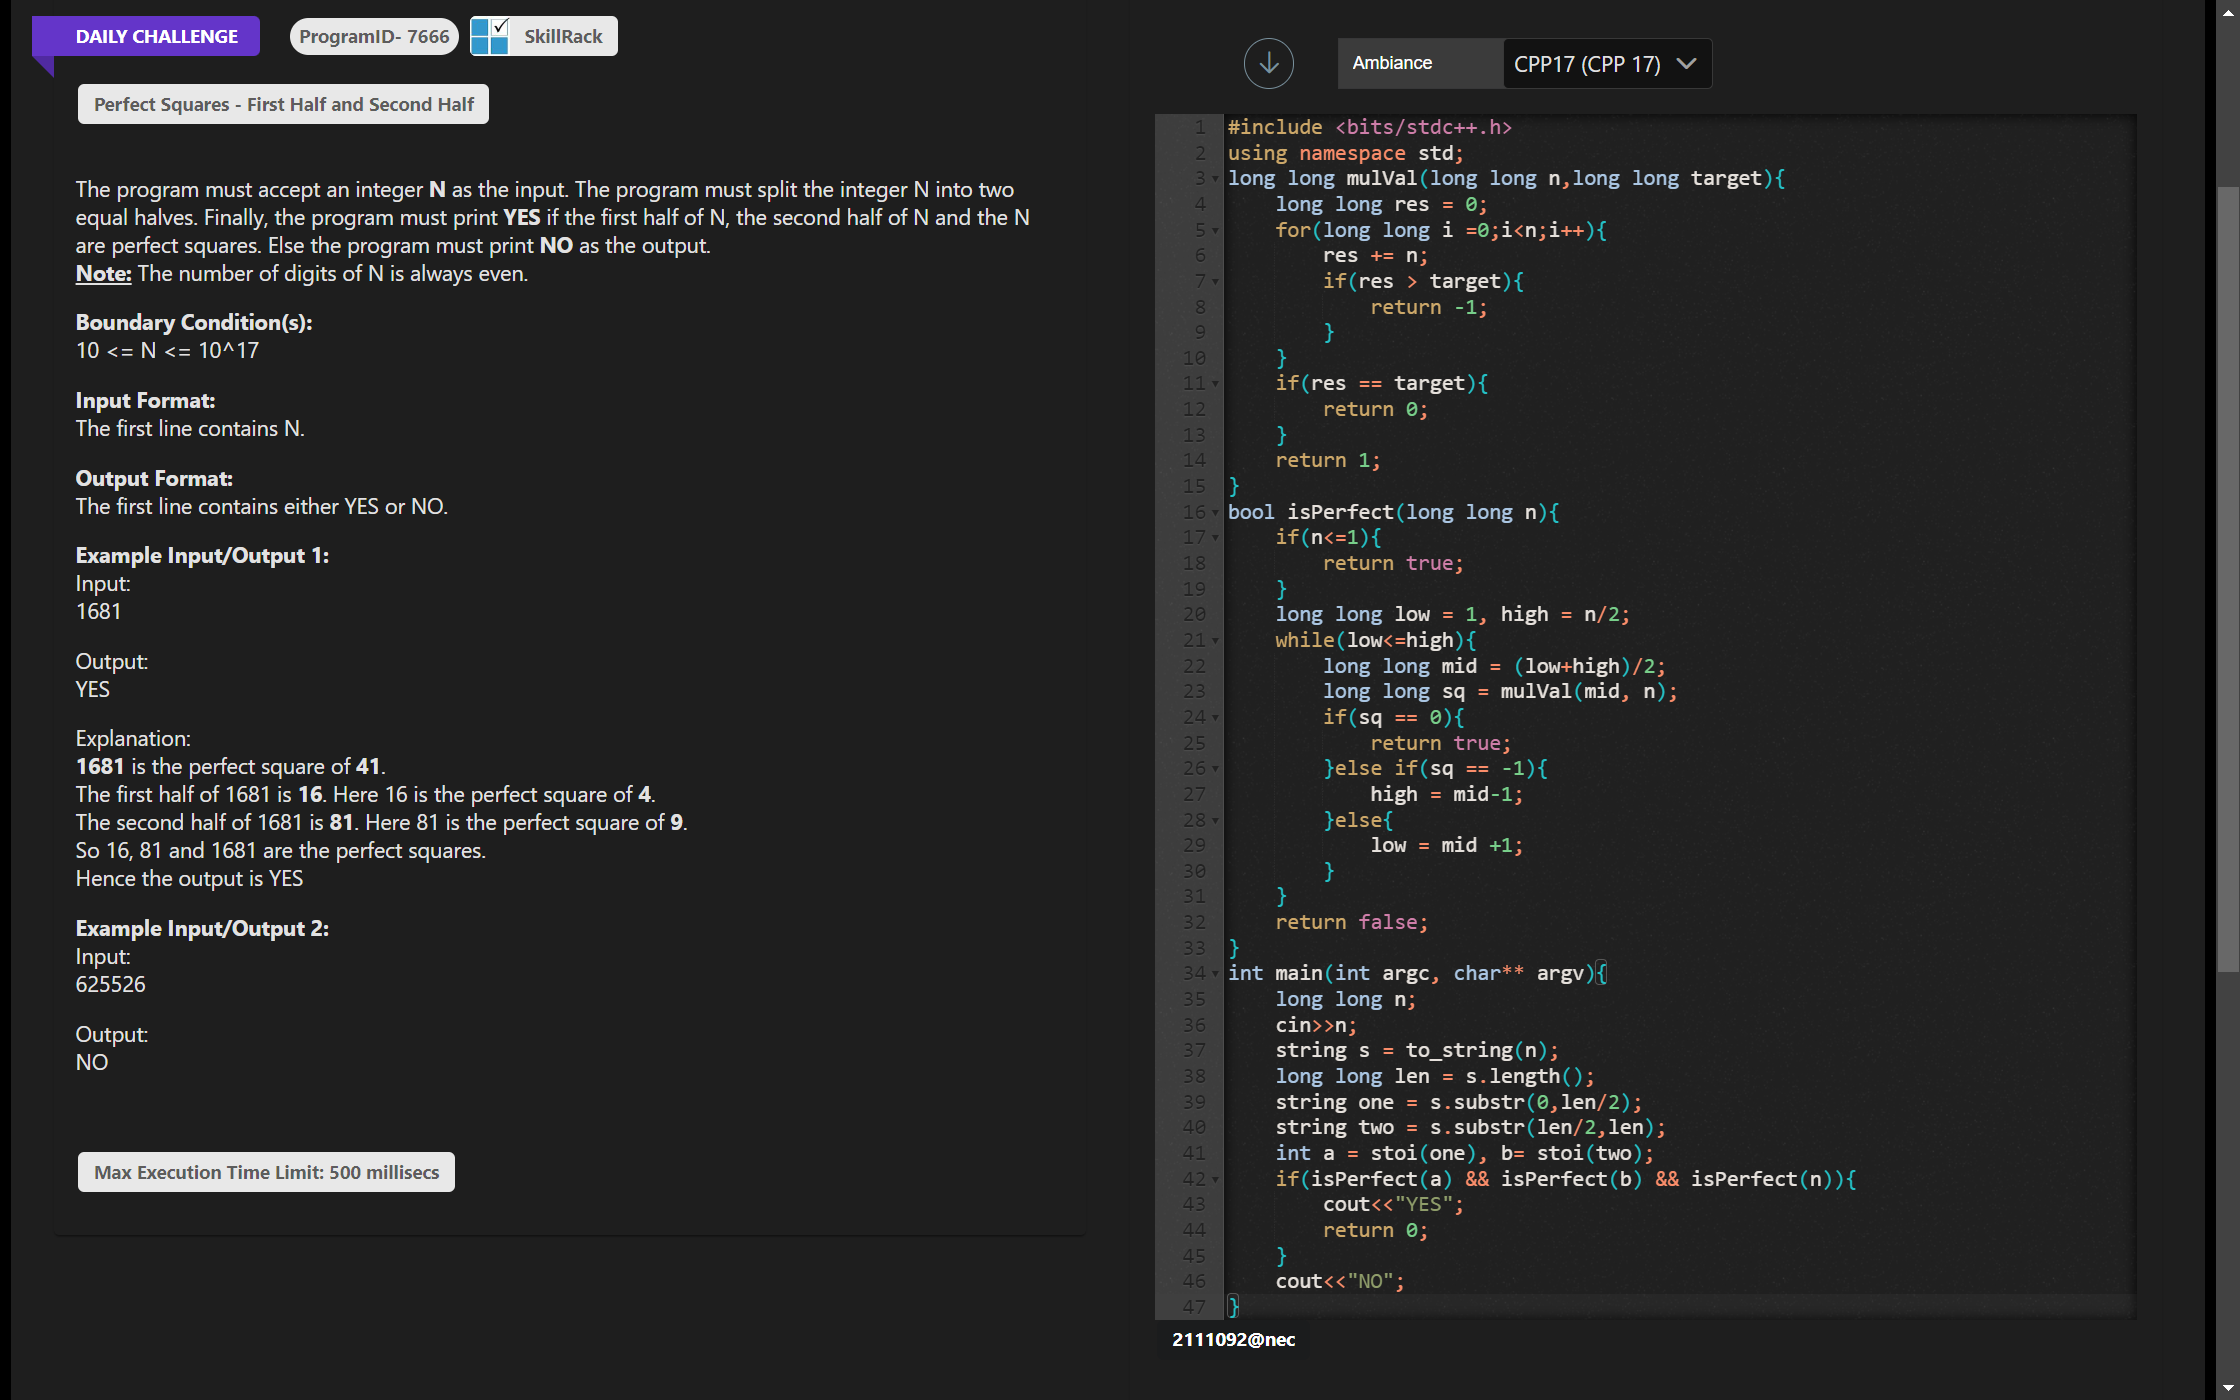 DAILY CHALLENGE
ProgramID- 7666
SkillRack
Perfect Squares - First Half and Second Half
The program must accept an integer N as the input. The program must split the integer N into two
equal halves. Finally, the program must print YES if the first half of N, the second half of N and the N
are perfect squares. Else the program must print NO as the output.
Note: The number of digits of N is always even.
Boundary Condition(s):
10 <= N <= 10^17
Input Format:
The first line contains N.
Output Format:
The first line contains either YES or NO.
Example Input/Output 1:
Input:
1681
Output:
YES
Explanation:
1681 is the perfect square of 41.
The first half of 1681 is 16. Here 16 is the perfect square of 4.
The second half of 1681 is 81. Here 81 is the perfect square of 9.
So 16, 81 and 1681 are the perfect squares.
Hence the output is YES
Example Input/Output 2:
Input:
625526
Output:
NO
Max Execution Time Limit: 500 millisecs
Ambiance
CPP17 (CPP 17)
1 #include <bits/stdc++.h>
2 using namespace std;
3 long long mulVal(long long n,long long target){
4     long long res = 0;
5     for(long long i =0;i<n;i++){
6         res += n;
7         if(res > target){
8             return -1;
9         }
10     }
11     if(res == target){
12         return 0;
13     }
14     return 1;
15 }
16 bool isPerfect(long long n){
17     if(n<=1){
18         return true;
19     }
20     long long low = 1, high = n/2;
21     while(low<=high){
22         long long mid = (low+high)/2;
23         long long sq = mulVal(mid, n);
24         if(sq == 0){
25             return true;
26         }else if(sq == -1){
27             high = mid-1;
28         }else{
29             low = mid +1;
30         }
31     }
32     return false;
33 }
34 int main(int argc, char** argv){
35     long long n;
36     cin>>n;
37     string s = to_string(n);
38     long long len = s.length();
39     string one = s.substr(0,len/2);
40     string two = s.substr(len/2,len);
41     int a = stoi(one), b= stoi(two);
42     if(isPerfect(a) && isPerfect(b) && isPerfect(n)){
43         cout<<"YES";
44         return 0;
45     }
46     cout<<"NO";
47 }
2111092@nec